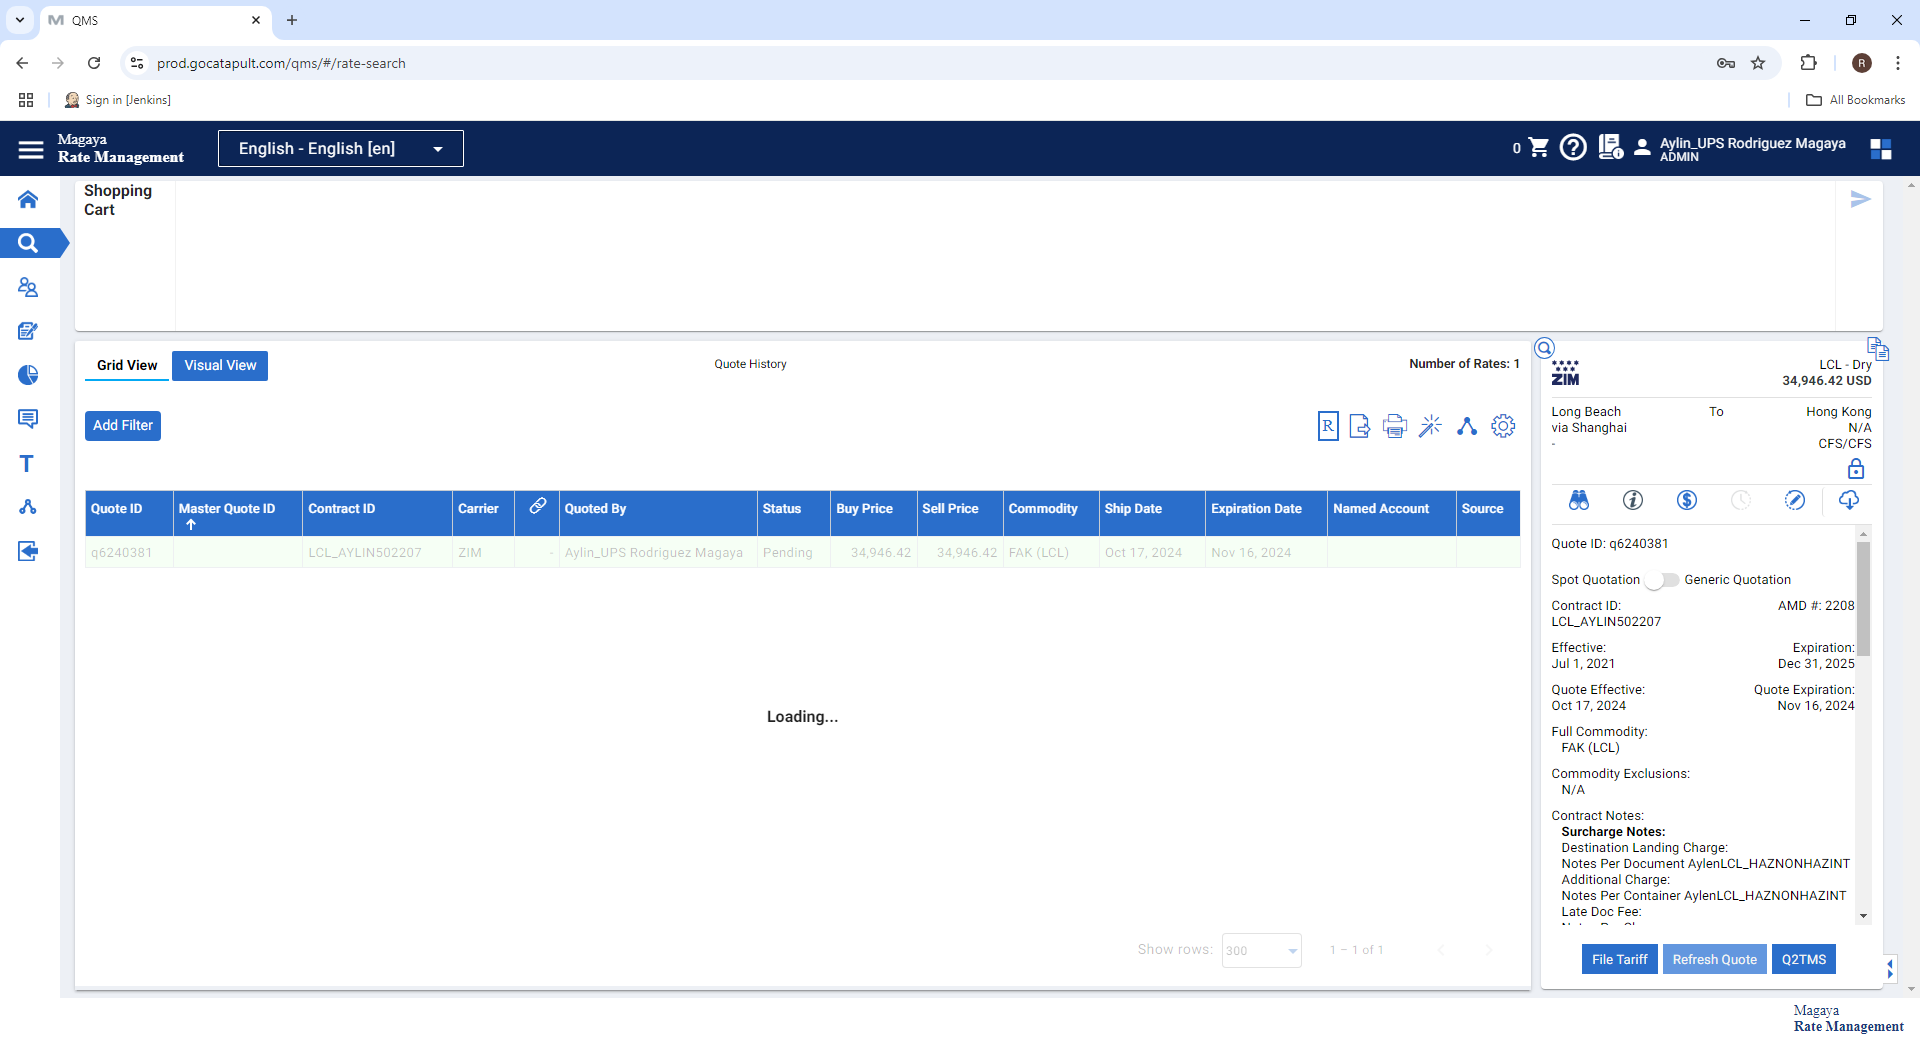 QMS
prod.gocatapult.com/qms/#/rate-search
R
Sign in [Jenkins]
All Bookmarks
Magaya
Rate Management
English - English [en]
0
Aylin_UPS Rodriguez Magaya
ADMIN
Shopping
Cart
Grid View
Visual View
Quote History
Number of Rates: 1
Add Filter
R
Quote ID
Master Quote ID
Contract ID
Carrier
Quoted By
Status
Buy Price
Sell Price
Commodity
Ship Date
Expiration Date
Named Account
Source
q6240381
LCL_AYLIN502207
ZIM
-
Aylin_UPS Rodriguez Magaya
Pending
34,946.42
34,946.42
FAK (LCL)
Oct 17, 2024
Nov 16, 2024
Loading...
Show rows:
300
1 – 1 of 1
T
ZIM
LCL - Dry
34,946.42 USD
Long Beach
To
Hong Kong
via Shanghai
N/A
-
CFS/CFS
Quote ID: q6240381
Spot Quotation
Generic Quotation
Contract ID:
AMD #: 2208
LCL_AYLIN502207
Effective:
Expiration:
Jul 1, 2021
Dec 31, 2025
Quote Effective:
Quote Expiration:
Oct 17, 2024
Nov 16, 2024
Full Commodity:
FAK (LCL)
Commodity Exclusions:
N/A
Contract Notes:
Surcharge Notes:
Destination Landing Charge:
Notes Per Document AylenLCL_HAZNONHAZINT
Additional Charge:
Notes Per Container AylenLCL_HAZNONHAZINT
Late Doc Fee:
File Tariff
Refresh Quote
Q2TMS
Magaya
Rate Management